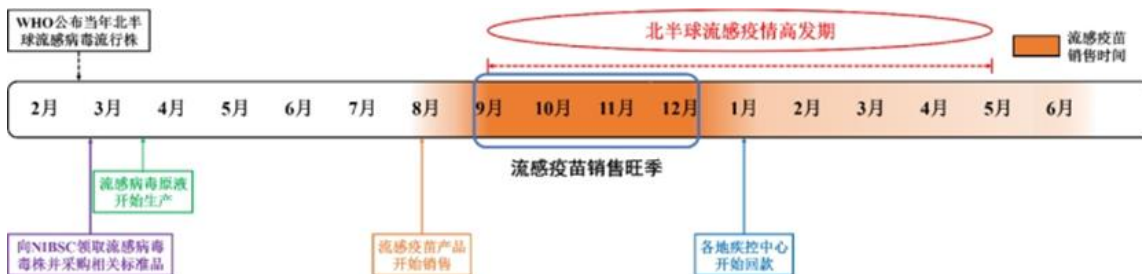 WHO公布当年北半
球流感病毒流行株
北半球流感疫情高发期
流感疫苗
销售时间
2月 3月 4月 5月 6月 7月 8月 9月 10月 11月 12月 1月 2月 3月 4月 5月 6月
流感疫苗销售旺季
流感病毒原液
开始生产
向NIBSC领取流感病毒
毒株并采购相关标准品
流感疫苗产品
开始销售
各地疾控中心
开始回款